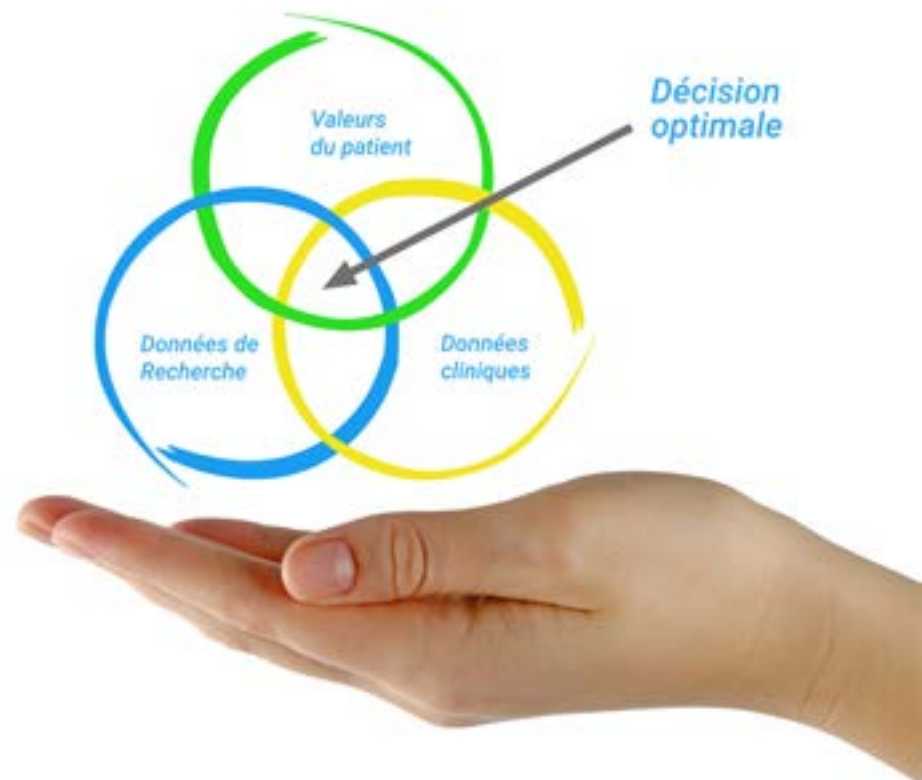 Valeurs
du patient
Décision
optimale
Données de
Recherche
Données
cliniques